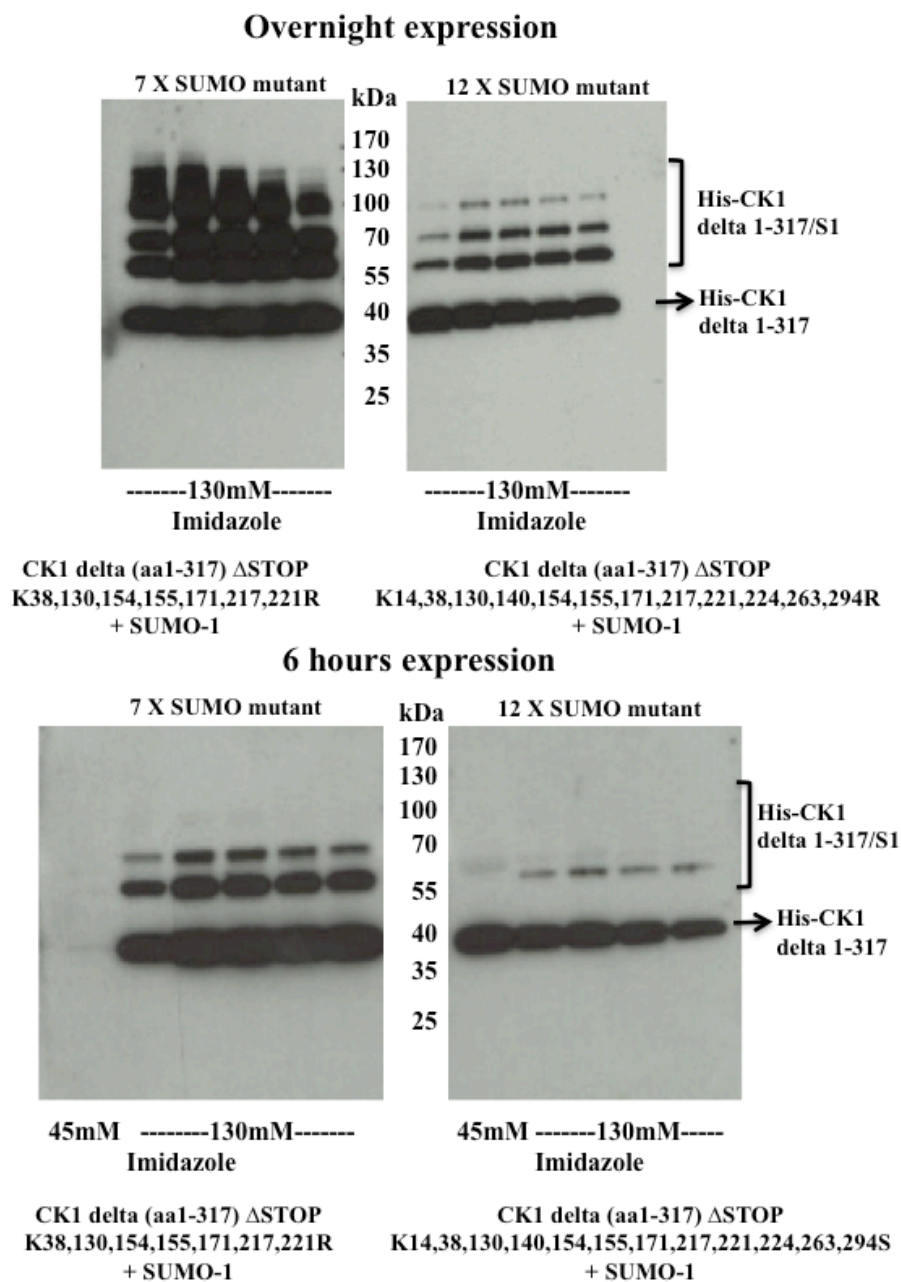 Overnight expression
7 X SUMO mutant
kDa
12 X SUMO mutant
170
130
100
70
55
40
35
25
His-CK1
delta 1-317/S1
His-CK1
delta 1-317
-------130mM-------
Imidazole
-------130mM-------
Imidazole
CK1 delta (aa1-317) ∆STOP
K38,130,154,155,171,217,221R
+ SUMO-1
CK1 delta (aa1-317) ∆STOP
K14,38,130,140,154,155,171,217,221,224,263,294R
+ SUMO-1
6 hours expression
7 X SUMO mutant
kDa
12 X SUMO mutant
170
130
100
70
55
40
35
25
His-CK1
delta 1-317/S1
His-CK1
delta 1-317
45mM --------130mM-------
Imidazole
45mM -------130mM-----
Imidazole
CK1 delta (aa1-317) ∆STOP
K38,130,154,155,171,217,221R
+ SUMO-1
CK1 delta (aa1-317) ∆STOP
K14,38,130,140,154,155,171,217,221,224,263,294S
+ SUMO-1